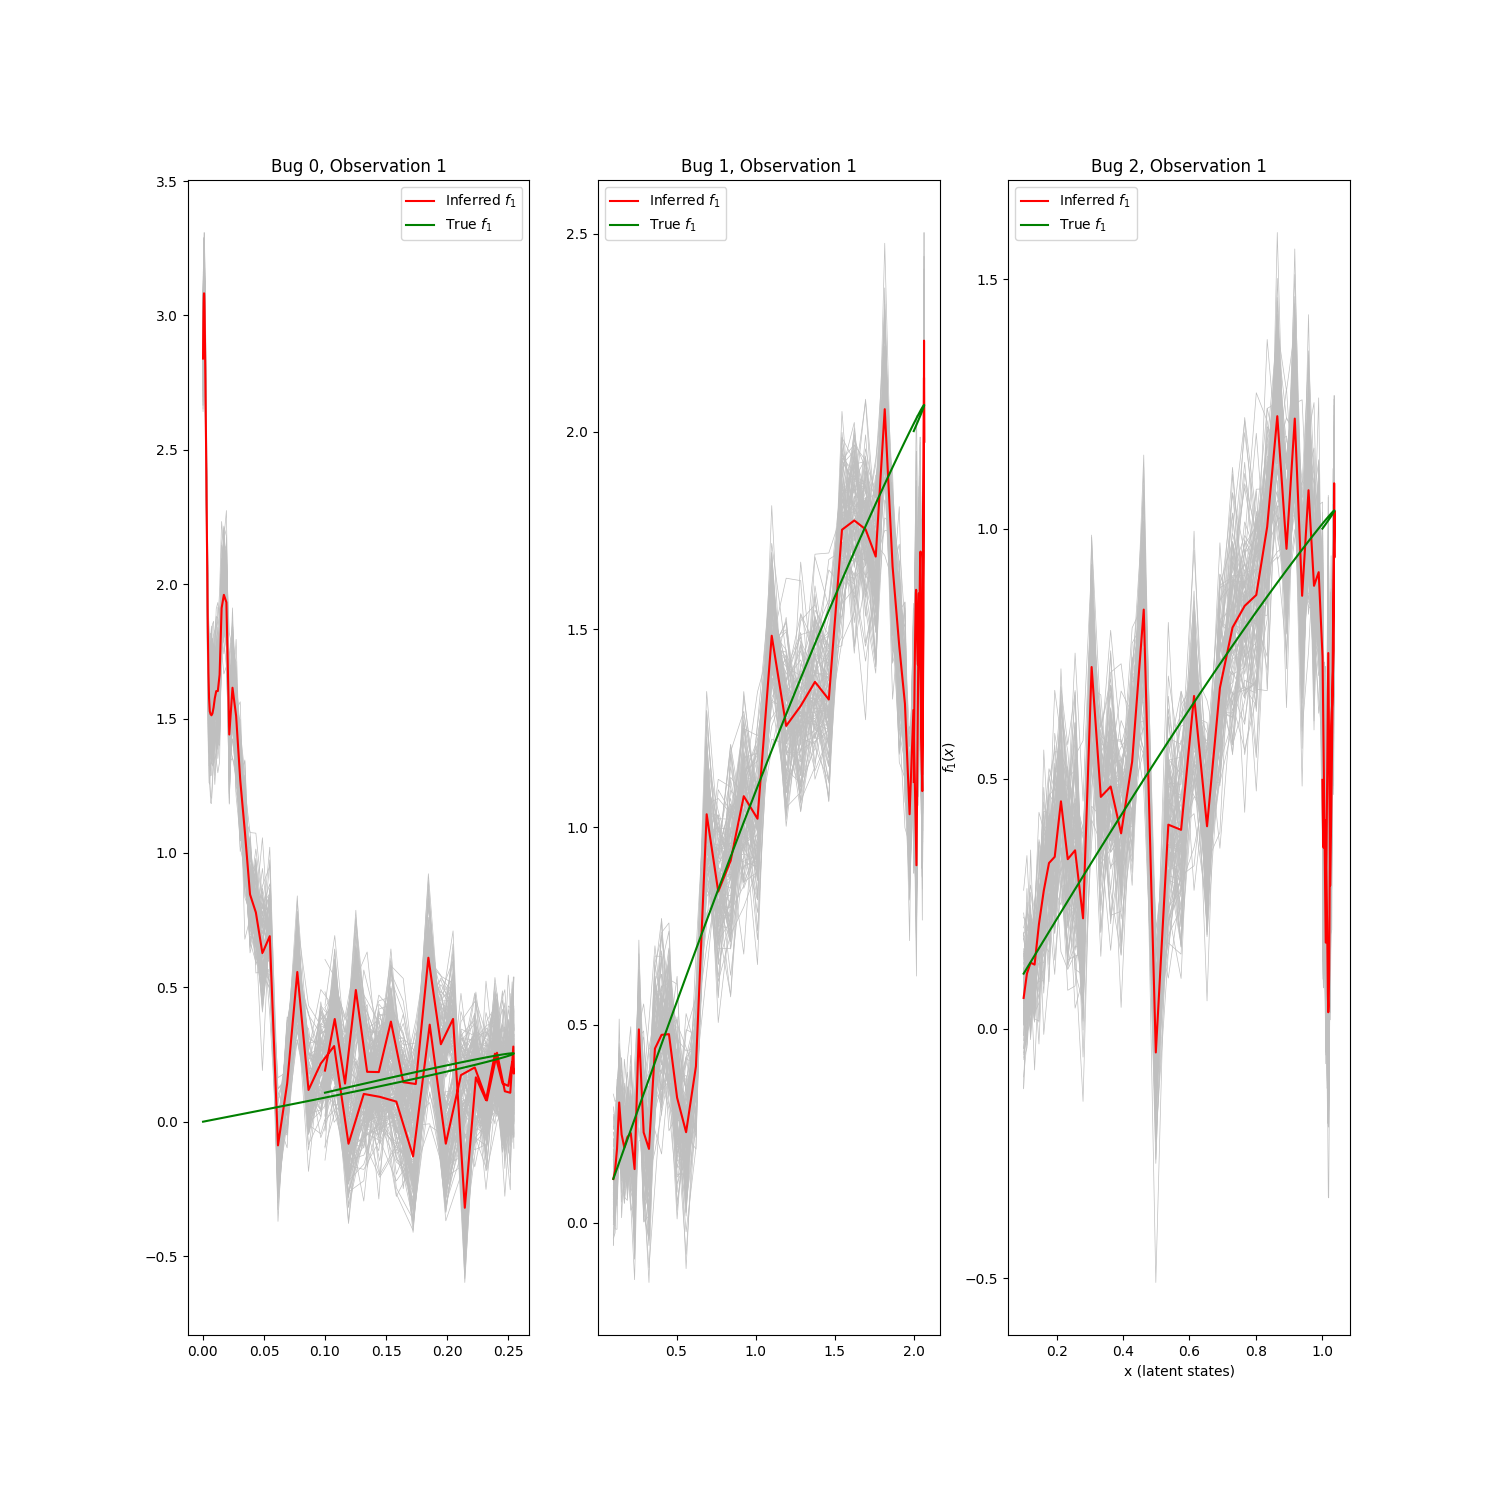 Bug 0, Observation 1
Inferred f₁
True f₁
3.5
3.0
2.5
2.0
1.5
1.0
0.5
0.0
−0.5
0.00 0.05 0.10 0.15 0.20 0.25
Bug 1, Observation 1
Inferred f₁
True f₁
2.5
2.0
1.5
1.0
0.5
0.0
0.5 1.0 1.5 2.0
Bug 2, Observation 1
Inferred f₁
True f₁
f₁(x)
1.5
1.0
0.5
0.0
−0.5
0.2 0.4 0.6 0.8 1.0
x (latent states)